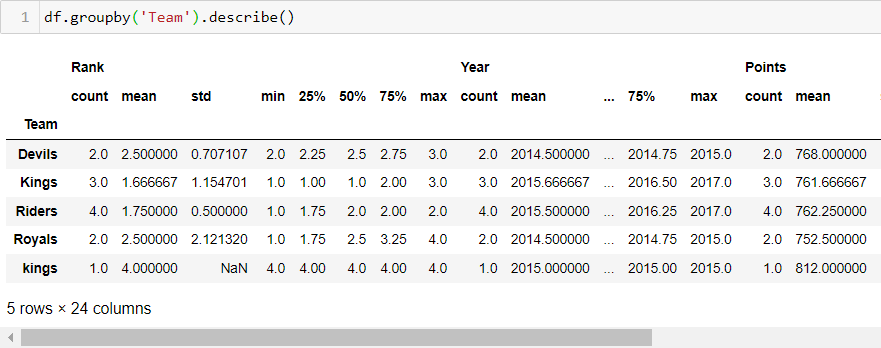 1 df.groupby('Team').describe()
Rank Year Points
count mean std min 25% 50% 75% max count mean ... 75% max count mean
Team
Devils 2.0 2.500000 0.707107 2.0 2.25 2.5 2.75 3.0 2.0 2014.500000 ... 2014.75 2015.0 2.0 768.000000
Kings 3.0 1.666667 1.154701 1.0 1.00 1.0 2.00 3.0 3.0 2015.666667 ... 2016.50 2017.0 3.0 761.666667
Riders 4.0 1.750000 0.500000 1.0 1.75 2.0 2.00 2.0 4.0 2015.500000 ... 2016.25 2017.0 4.0 762.250000
Royals 2.0 2.500000 2.121320 1.0 1.75 2.5 3.25 4.0 2.0 2014.500000 ... 2014.75 2015.0 2.0 752.500000
kings 1.0 4.000000 NaN 4.0 4.00 4.0 4.00 4.0 1.0 2015.000000 ... 2015.00 2015.0 1.0 812.000000
5 rows × 24 columns